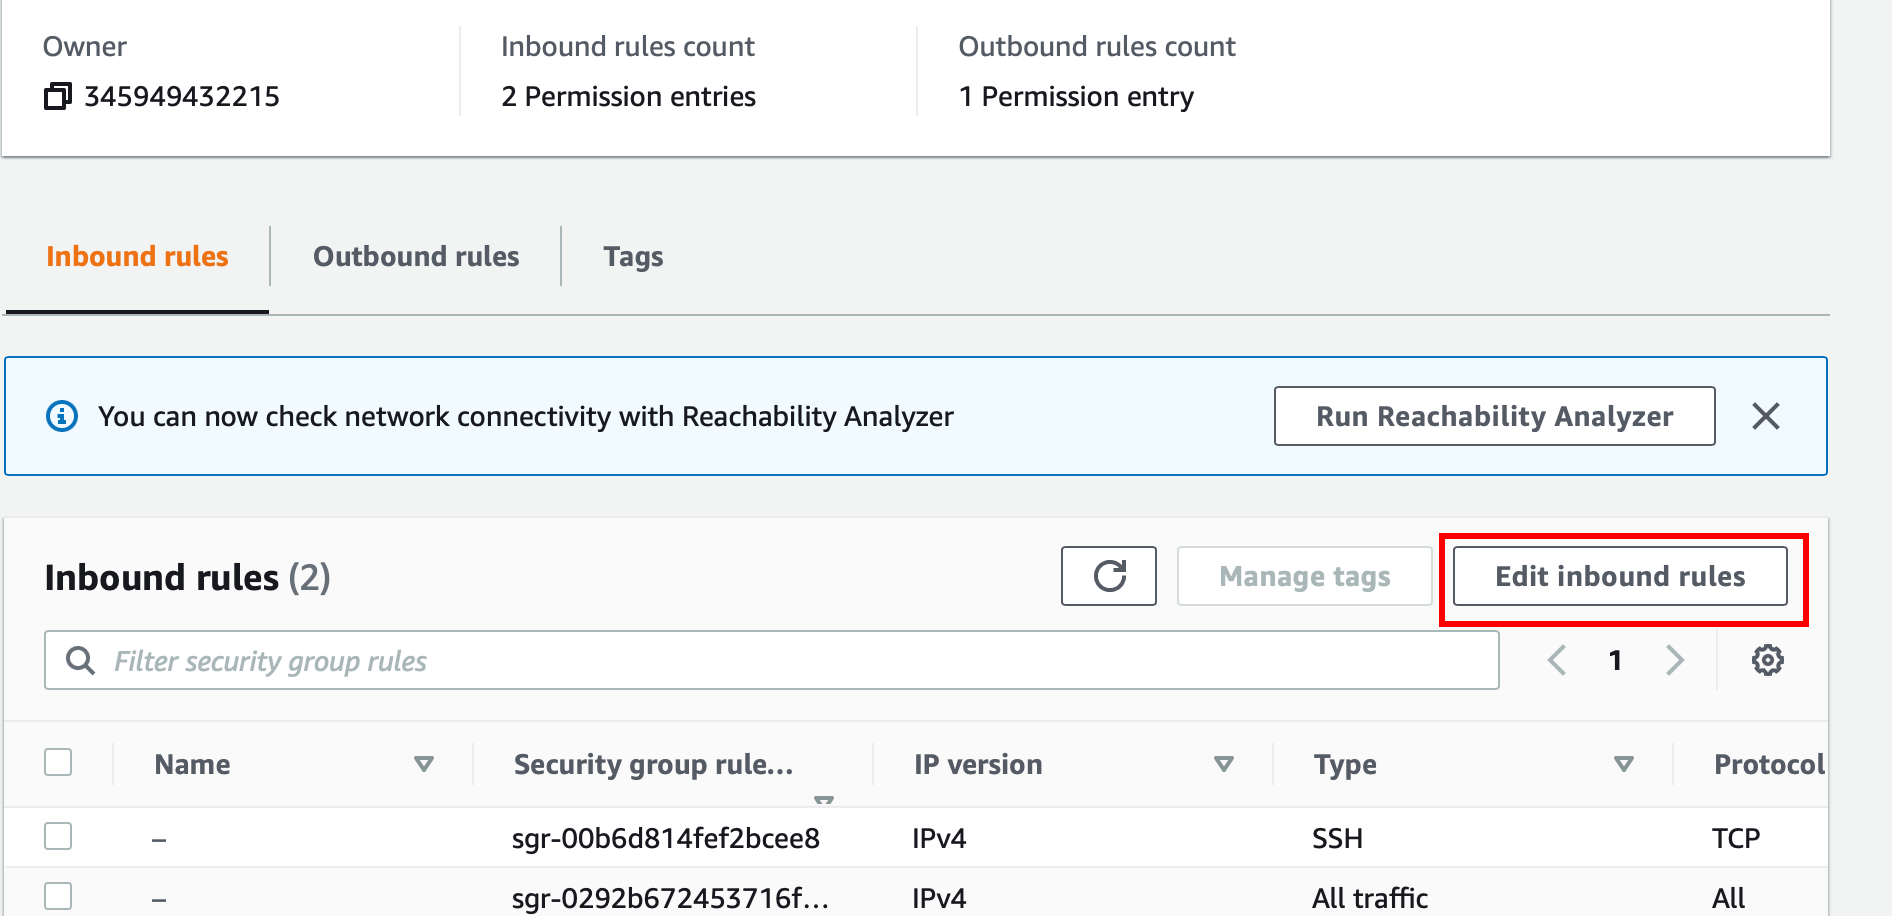 Owner
Inbound rules count
Outbound rules count
345949432215
2 Permission entries
1 Permission entry
Inbound rules
Outbound rules
Tags
You can now check network connectivity with Reachability Analyzer
Run Reachability Analyzer
Inbound rules (2)
Manage tags
Edit inbound rules
Filter security group rules
1
Name
Security group rule...
IP version
Type
Protocol
– sgr-00b6d814fef2bcee8 IPv4 SSH TCP
– sgr-0292b672453716f... IPv4 All traffic All